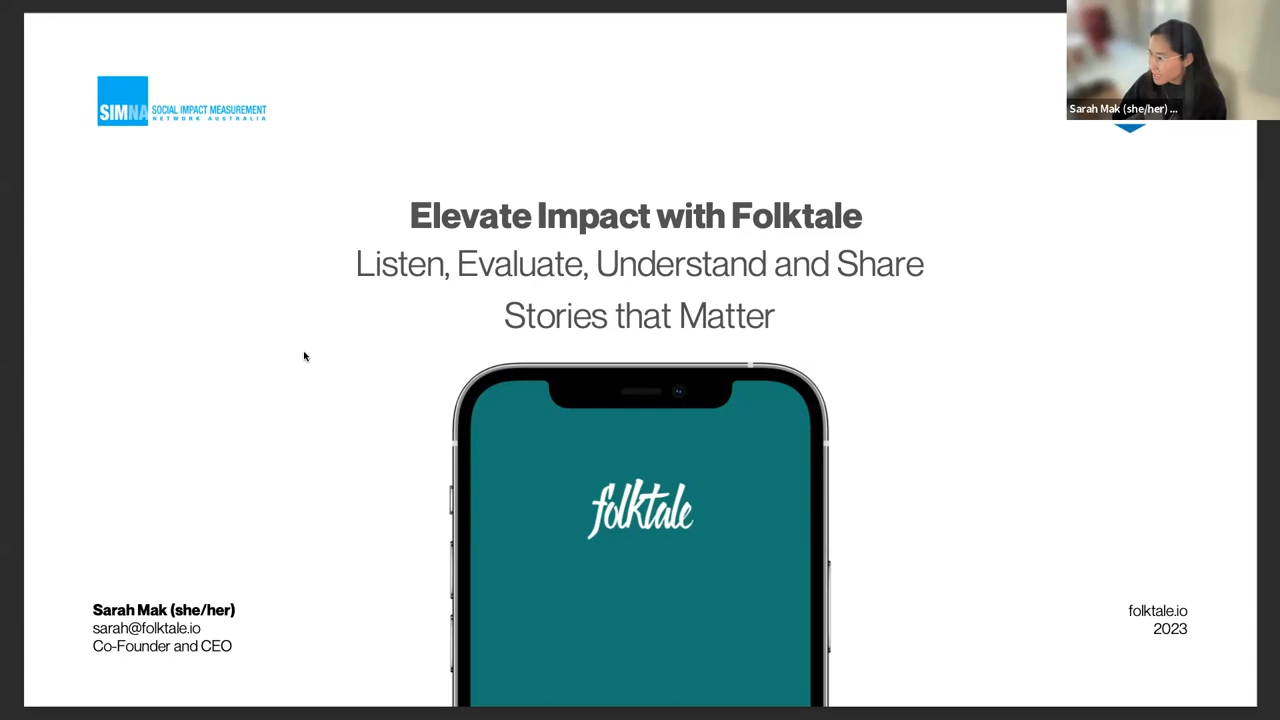 SIMNA SOCIAL IMPACT MEASUREMENT
NETWORK AUSTRALIA
Sarah Mak (she/her) ...
Elevate Impact with Folktale
Listen, Evaluate, Understand and Share
Stories that Matter
folktale
Sarah Mak (she/her)
sarah@folktale.io
Co-Founder and CEO
folktale.io
2023